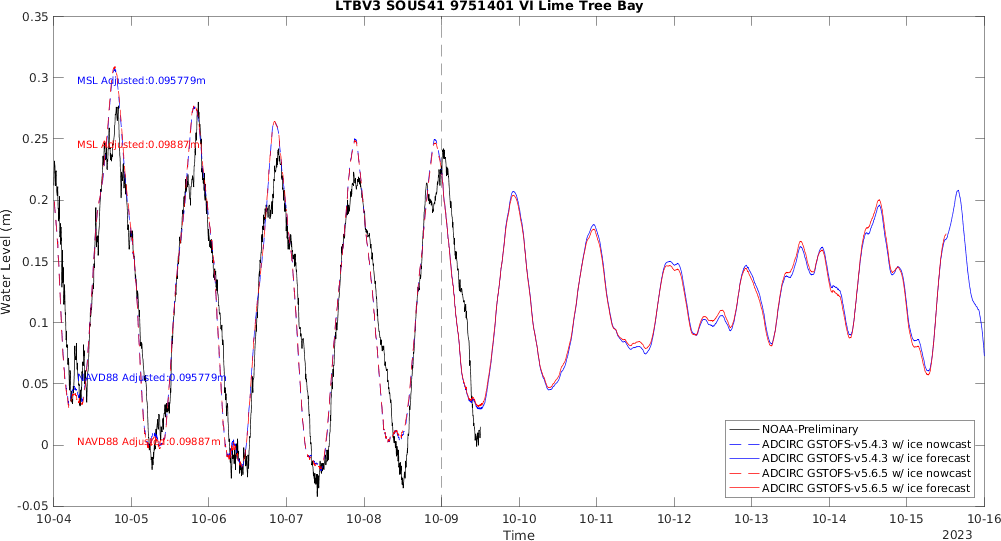 LTBV3 SOUS41 9751401 VI Lime Tree Bay
Water Level (m)
0.35
0.3
0.25
0.2
0.15
0.1
0.05
0
-0.05
MSL Adjusted:0.095779m
MSL Adjusted:0.09887m
NAVD88 Adjusted:0.095779m
NAVD88 Adjusted:0.09887m
NOAA-Preliminary
ADCIRC GSTOFS-v5.4.3 w/ ice nowcast
ADCIRC GSTOFS-v5.4.3 w/ ice forecast
ADCIRC GSTOFS-v5.6.5 w/ ice nowcast
ADCIRC GSTOFS-v5.6.5 w/ ice forecast
10-04 10-05 10-06 10-07 10-08 10-09 10-10 10-11 10-12 10-13 10-14 10-15 10-16
Time
2023